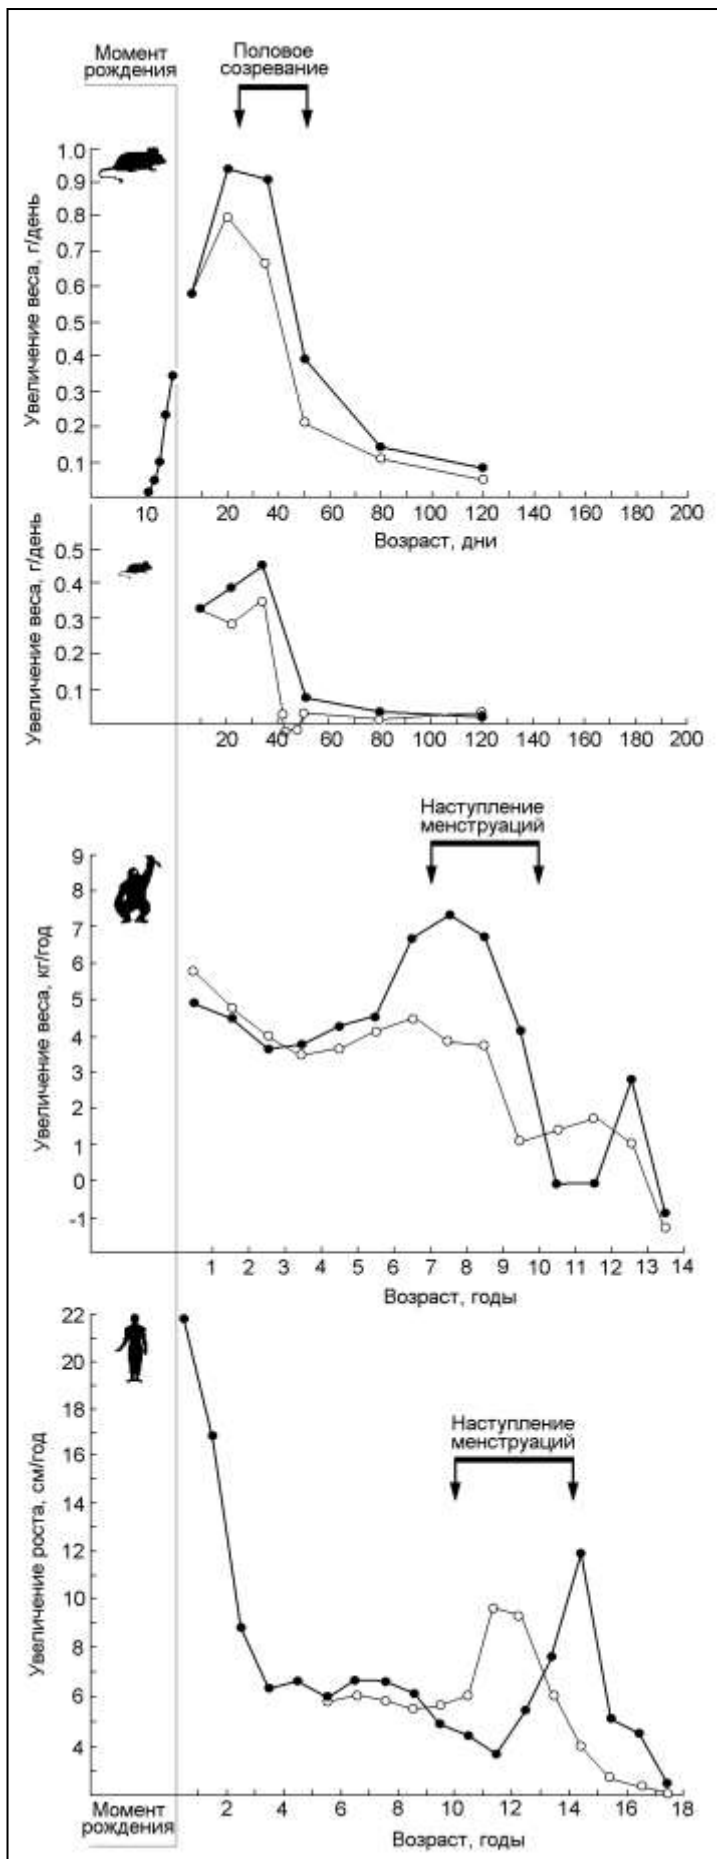 Момент
рождения
Половое
созревание
Увеличение веса, г/день
1.0
0.9
0.8
0.7
0.6
0.5
0.4
0.3
0.2
0.1
10
20 40 60 80 100 120 140 160 180 200
Возраст, дни
Увеличение веса, г/день
0.5
0.4
0.3
0.2
0.1
20 40 60 80 100 120 140 160 180 200
Наступление
менструаций
Увеличение веса, кг/год
9
8
7
6
5
4
3
2
1
0
-1
1 2 3 4 5 6 7 8 9 10 11 12 13 14
Возраст, годы
Увеличение роста, см/год
22
20
18
16
14
12
10
8
6
4
Наступление
менструаций
2 4 6 8 10 12 14 16 18
Момент
рождения
Возраст, годы